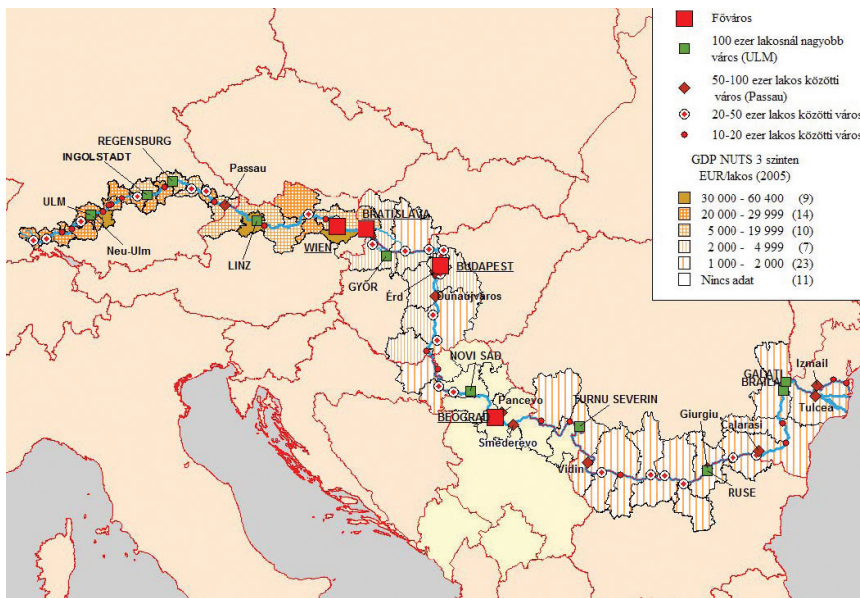 Főváros
100 ezer lakosnál nagyobb
város (ULM)
50-100 ezer lakos közötti
város (Passau)
20-50 ezer lakos közötti város
10-20 ezer lakos közötti város
GDP NUTS 3 szinten
EUR/lakos (2005)
30 000 - 60 400 (9)
20 000 - 29 999 (14)
5 000 - 19 999 (10)
2 000 - 4 999 (7)
1 000 - 2 000 (23)
Nincs adat (11)
REGENSBURG
INGOLSTADT
Passau
ULM
Neu-Ulm
LINZ
WIEN
BRATISLAVA
GYŐR
BUDAPEST
Érd
Dunaújváros
NOVI SAD
Pancevo
BEOGRAD
Smederevo
TURNU SEVERIN
Vidin
Giurgiu
RUSE
Calarasi
GALATI
BRAILA
Izmail
Tulcea